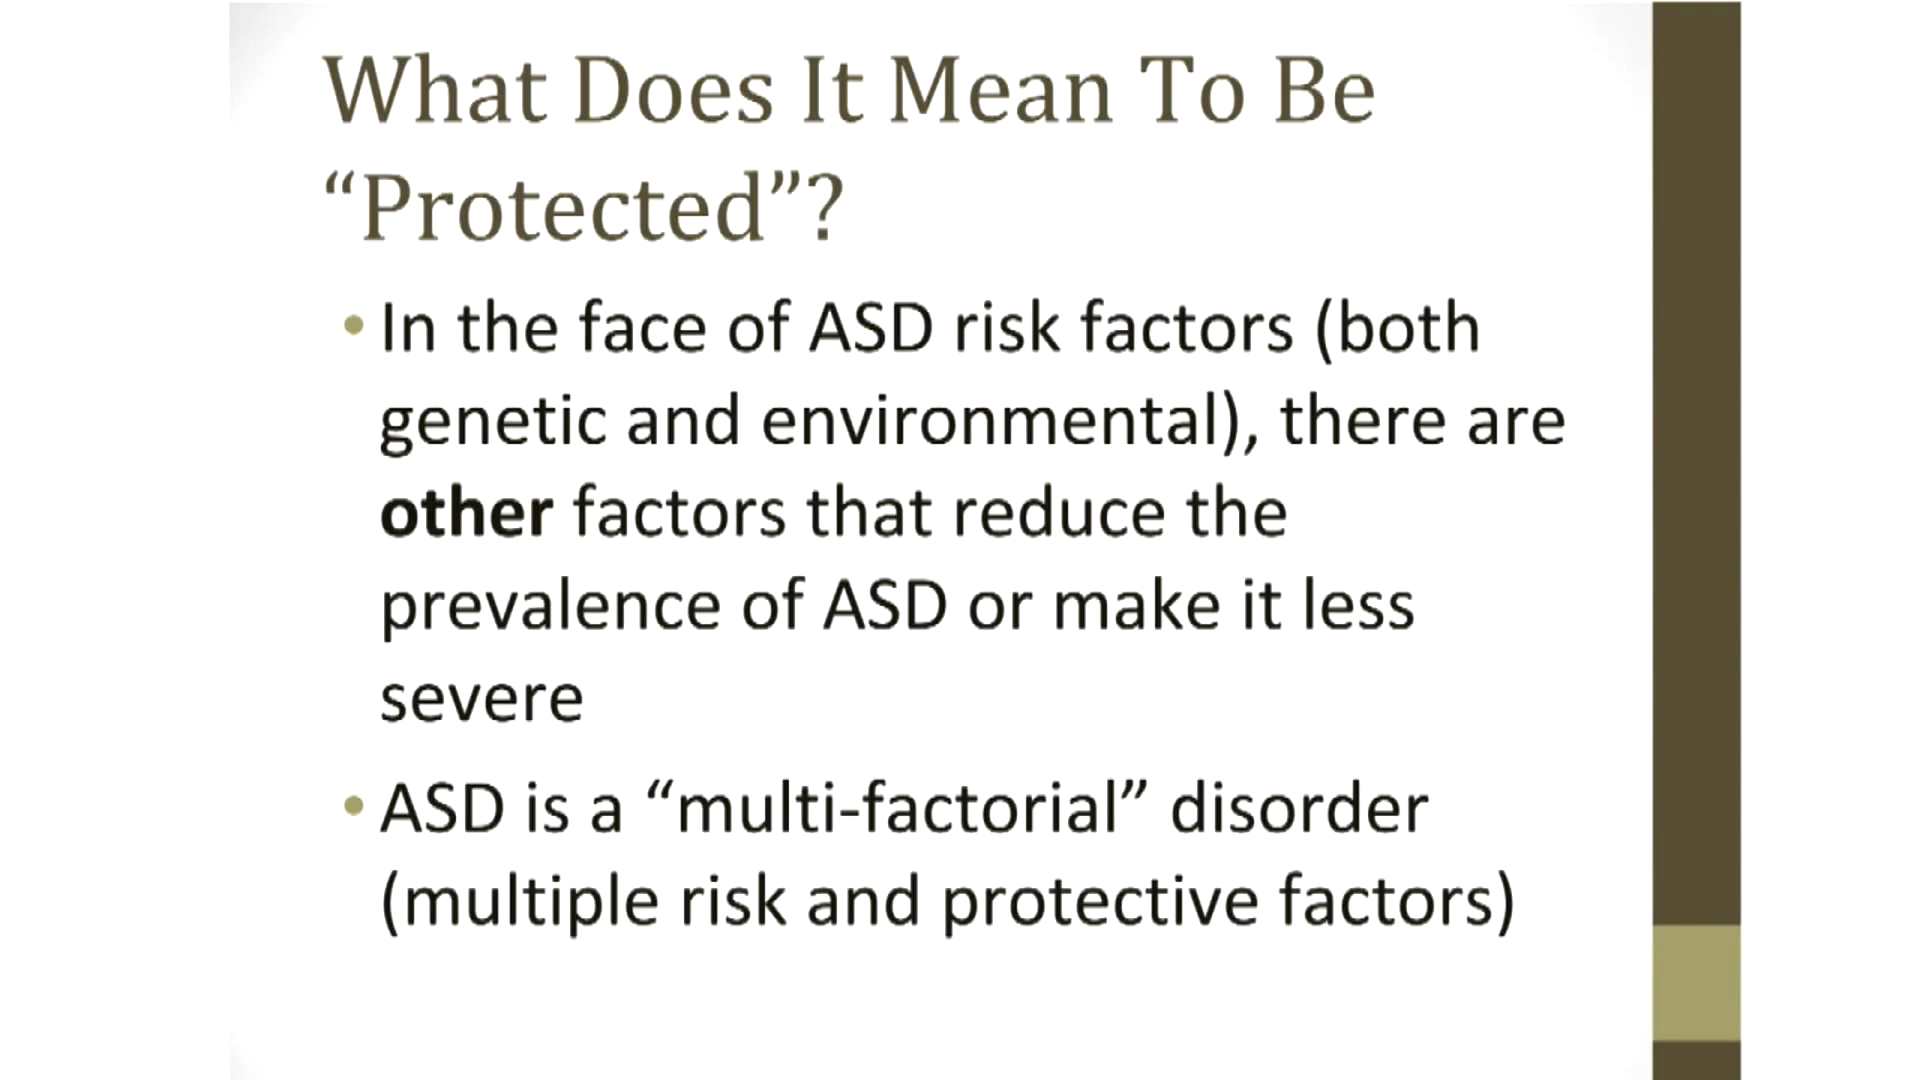 What Does It Mean To Be
“Protected”?
• In the face of ASD risk factors (both
genetic and environmental), there are
other factors that reduce the
prevalence of ASD or make it less
severe
• ASD is a “multi-factorial” disorder
(multiple risk and protective factors)